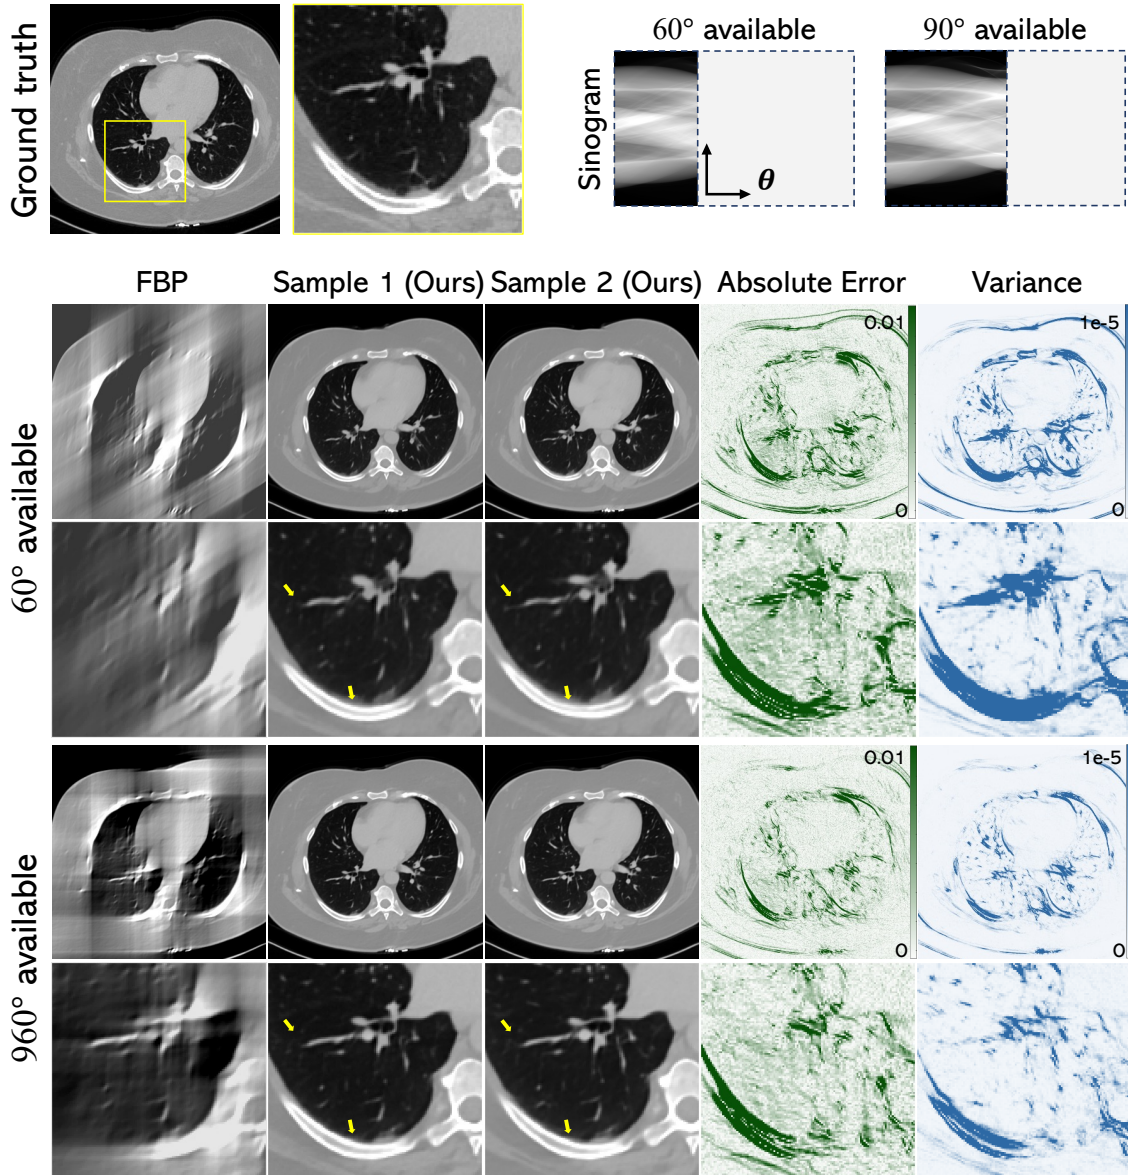 Ground truth
60° available
90° available
Sinogram
θ
FBP
Sample 1 (Ours)
Sample 2 (Ours)
Absolute Error
Variance
60° available
0.01
0
1e-5
0
960° available
0.01
0
1e-5
0